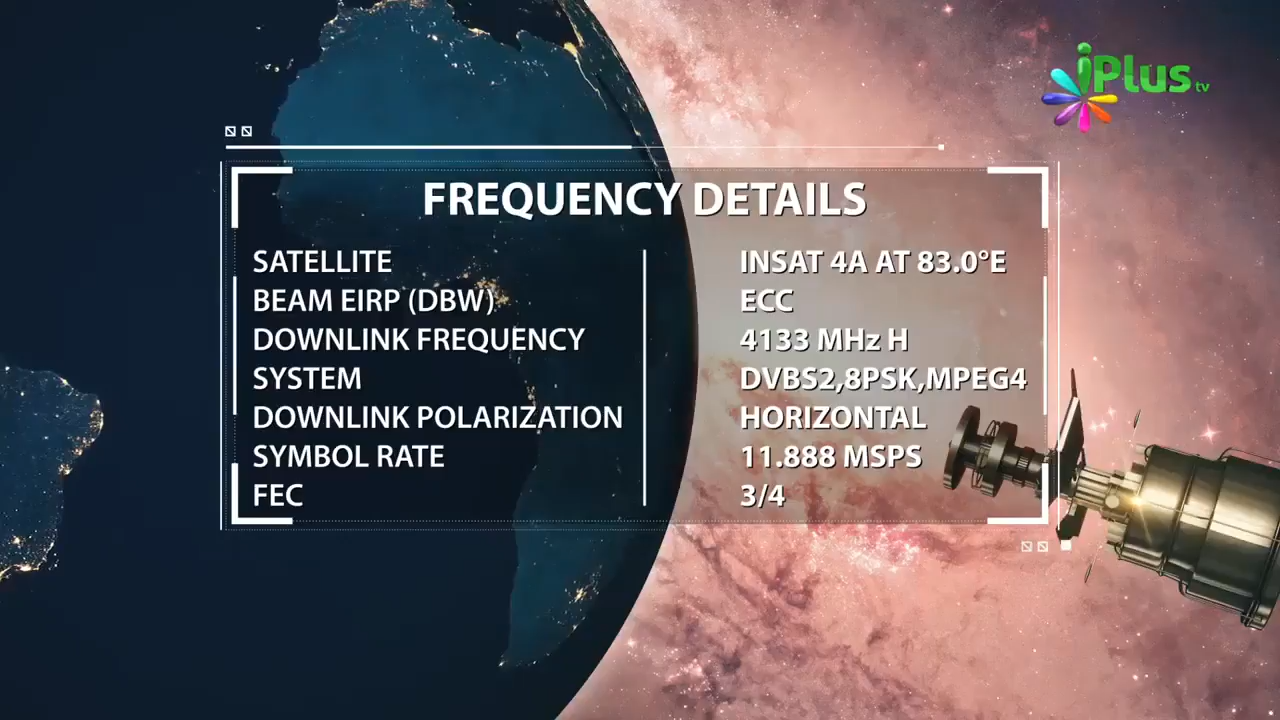 iPlus tv
FREQUENCY DETAILS
SATELLITE INSAT 4A AT 83.0°E
BEAM EIRP (DBW) ECC
DOWNLINK FREQUENCY 4133 MHz H
SYSTEM DVBS2,8PSK,MPEG4
DOWNLINK POLARIZATION HORIZONTAL
SYMBOL RATE 11.888 MSPS
FEC 3/4